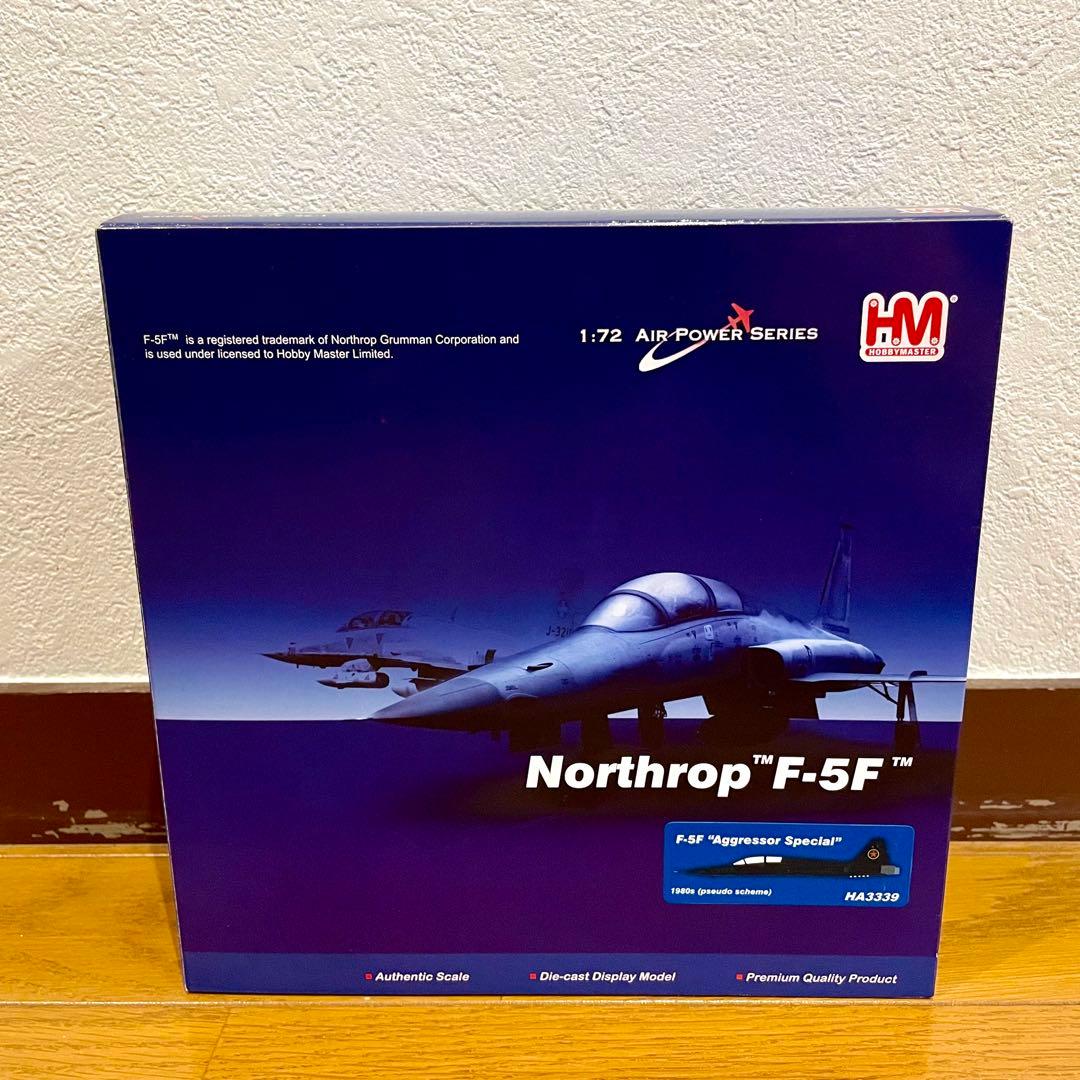 F-5F™ is a registered trademark of Northrop Grumman Corporation and
is used under licensed to Hobby Master Limited.
1:72 AIR POWER SERIES
HM®
HOBBYMASTER
Northrop™ F-5F™
F-5F "Aggressor Special"
1980s (pseudo scheme)
HA3339
Authentic Scale
Die-cast Display Model
Premium Quality Product